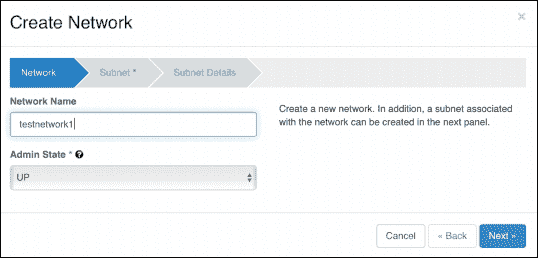 Create Network
×
Network
Subnet *
Subnet Details
Network Name
testnetwork1
Create a new network. In addition, a subnet associated
with the network can be created in the next panel.
Admin State * ?
UP
Cancel
« Back
Next »